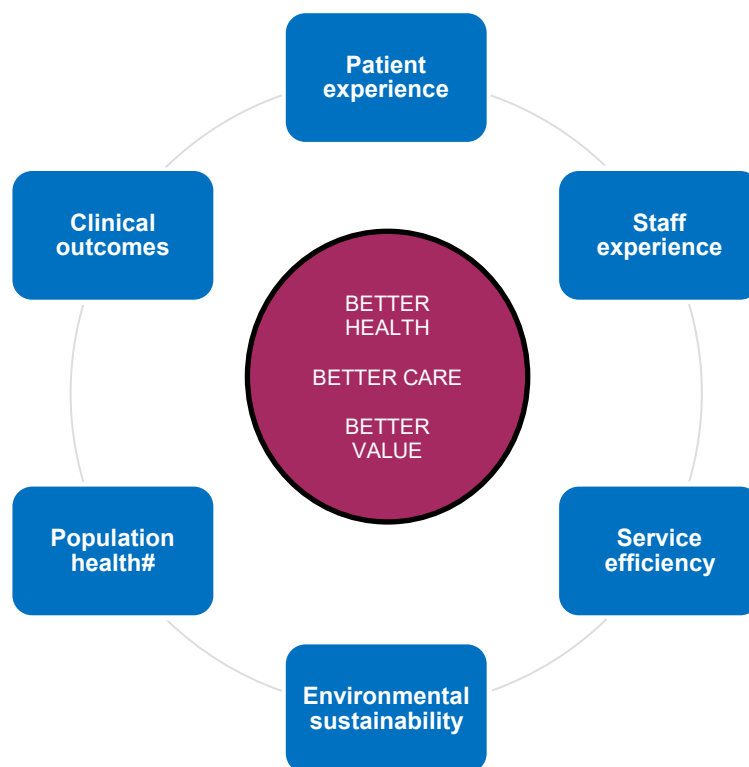 Patient
experience
Clinical
outcomes
Staff
experience
BETTER
HEALTH
BETTER CARE
BETTER
VALUE
Population
health#
Service
efficiency
Environmental
sustainability